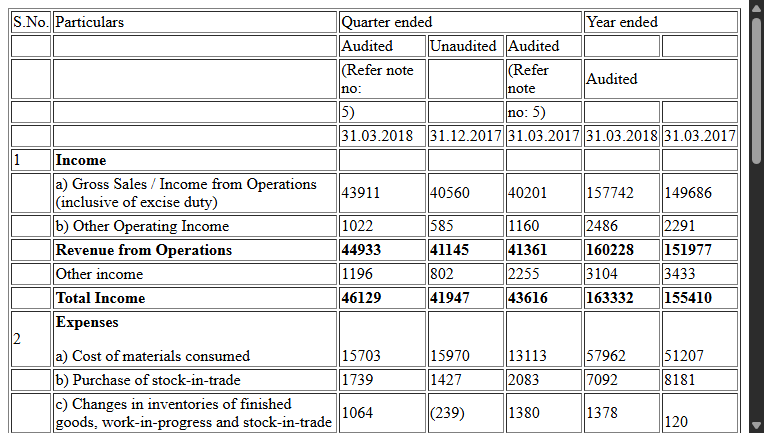 S.No. Particulars Quarter ended Year ended
Audited Unaudited Audited
(Refer note no: (Refer note Audited
5) no: 5)
31.03.2018 31.12.2017 31.03.2017 31.03.2018 31.03.2017
1 Income
a) Gross Sales / Income from Operations
(inclusive of excise duty) 43911 40560 40201 157742 149686
b) Other Operating Income 1022 585 1160 2486 2291
Revenue from Operations 44933 41145 41361 160228 151977
Other income 1196 802 2255 3104 3433
Total Income 46129 41947 43616 163332 155410
2 Expenses
a) Cost of materials consumed 15703 15970 13113 57962 51207
b) Purchase of stock-in-trade 1739 1427 2083 7092 8181
c) Changes in inventories of finished
goods, work-in-progress and stock-in-trade 1064 (239) 1380 1378 120